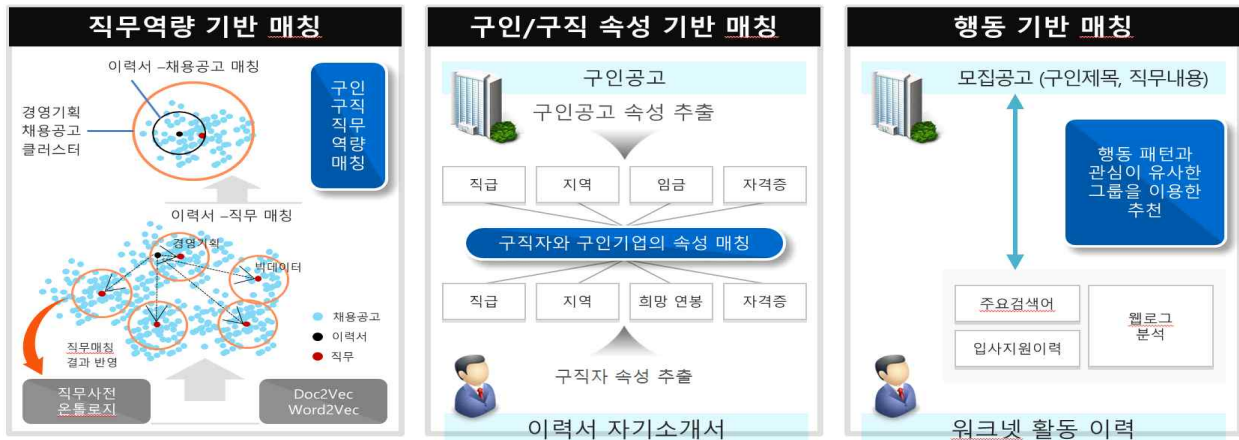 직무역량 기반 매칭
이력서 –채용공고 매칭
경영기획
채용공고
클러스터
구인
구직
직무
역량
매칭
이력서 –직무 매칭
경영기획
빅데이터
채용공고
이력서
직무
직무매칭
결과 반영
직무사전
온톨로지
Doc2Vec
Word2Vec
구인/구직 속성 기반 매칭
구인공고
구인공고 속성 추출
직급
지역
임금
자격증
구직자와 구인기업의 속성 매칭
직급
지역
희망 연봉
자격증
구직자 속성 추출
이력서 자기소개서
행동 기반 매칭
모집공고 (구인제목, 직무내용)
행동 패턴과
관심이 유사한
그룹을 이용한
추천
주요검색어
입사지원이력
웹로그
분석
워크넷 활동 이력